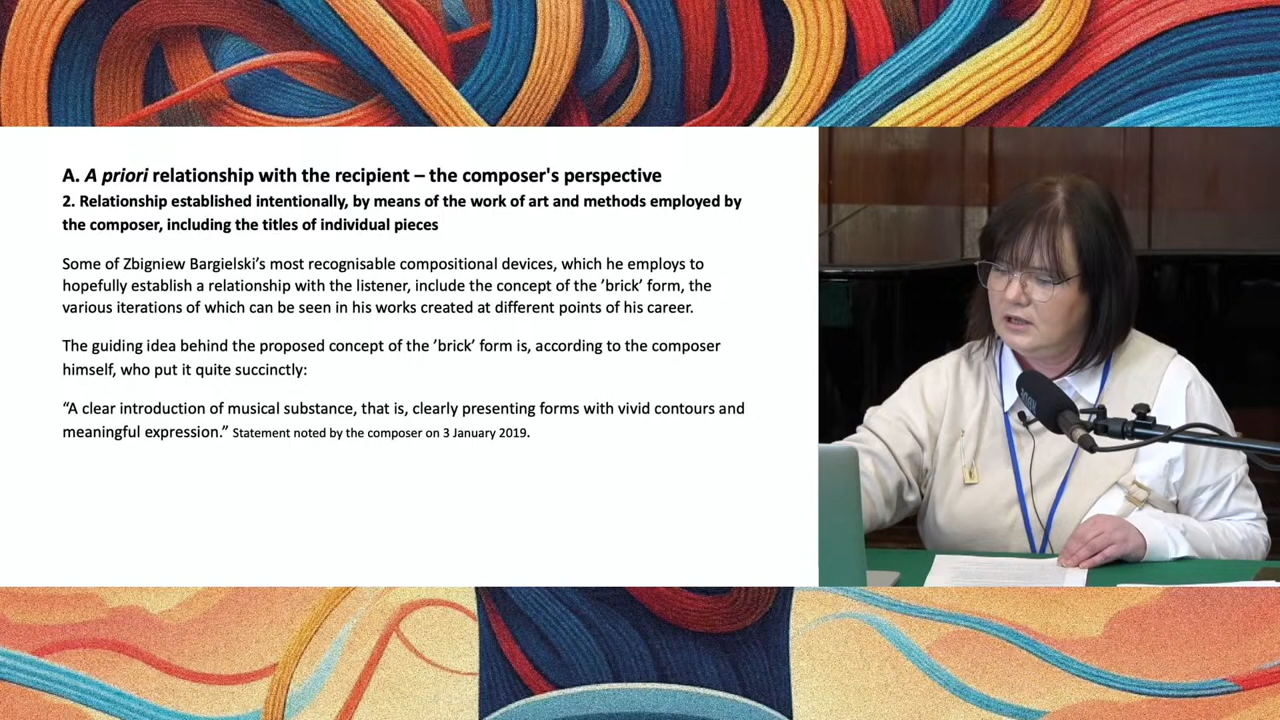 A. A priori relationship with the recipient – the composer's perspective
2. Relationship established intentionally, by means of the work of art and methods employed by
the composer, including the titles of individual pieces
Some of Zbigniew Bargielski’s most recognisable compositional devices, which he employs to
hopefully establish a relationship with the listener, include the concept of the ’brick’ form, the
various iterations of which can be seen in his works created at different points of his career.
The guiding idea behind the proposed concept of the ’brick’ form is, according to the composer
himself, who put it quite succinctly:
“A clear introduction of musical substance, that is, clearly presenting forms with vivid contours and
meaningful expression.” Statement noted by the composer on 3 January 2019.